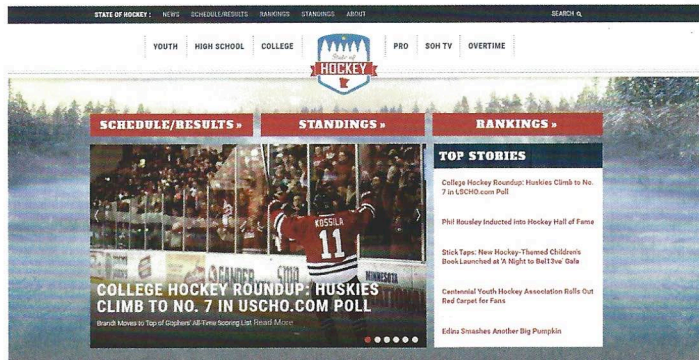 STATE OF HOCKEY : NEWS SCHEDULE/RESULTS RANKINGS STANDINGS ABOUT SEARCH
YOUTH HIGH SCHOOL COLLEGE PRO SOH TV OVERTIME
State of
HOCKEY
SCHEDULE/RESULTS » STANDINGS » RANKINGS »
KOSSILA
11
GANDER
MINNESOTA
NATIONAL
COLLEGE HOCKEY ROUNDUP: HUSKIES
CLIMB TO NO. 7 IN USCHO.COM POLL
Brandt Moves to Top of Gophers' All-Time Scoring List Read More
TOP STORIES
College Hockey Roundup: Huskies Climb to No.
7 in USCHO.com Poll
Phil Housley Inducted into Hockey Hall of Fame
Stick Taps: New Hockey-Themed Children's
Book Launched at 'A Night to Bel13ve' Gala
Centennial Youth Hockey Association Rolls Out
Red Carpet for Fans
Edina Smashes Another Big Pumpkin